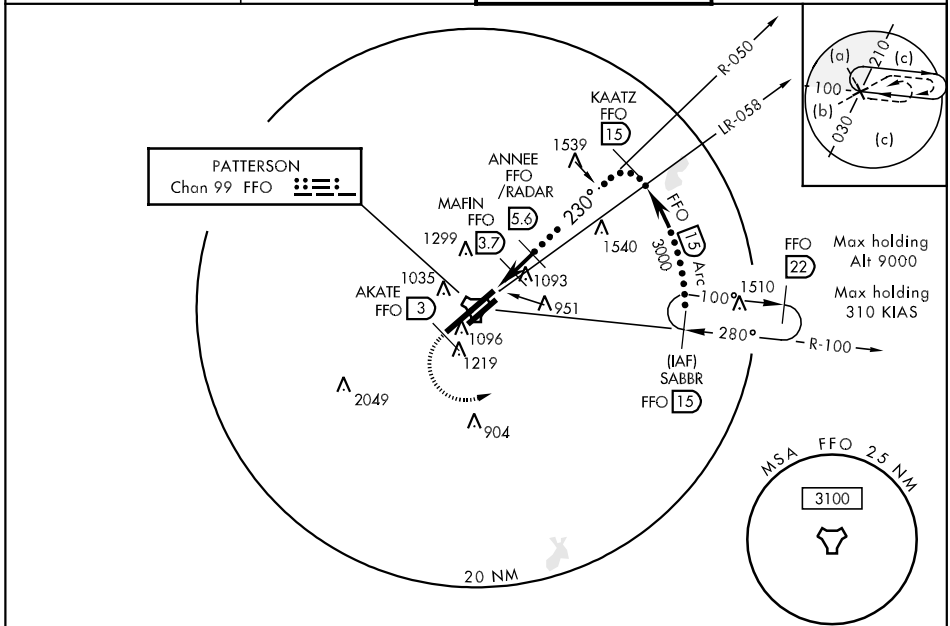 PATTERSON
Chan 99 FFO
R-050
LR-058
(a)
210
(c)
100
(b)
030
(c)
KAATZ
FFO
15
1539
ANNEE
FFO
/RADAR
5.6
MAFIN
FFO
3.7
230°
FFO 15 Arc
3000
1540
1299
1093
1035
AKATE
FFO 3
951
1096
1219
2049
904
100°
1510
280°
R-100
FFO
22
Max holding
Alt 9000
Max holding
310 KIAS
(IAF)
SABBR
FFO 15
MSA FFO 25 NM
3100
20 NM